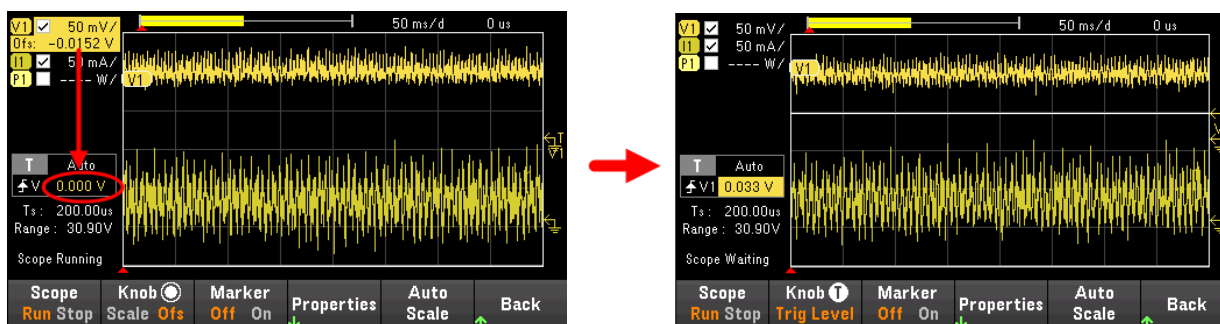 V1 50 mV/ 50 ms/d 0 us
Ofs: -0.0152 V
I1 50 mA/
P1 ---- W/
V1
T
V1
T Auto
V 0.000 V
Ts: 200.00us
Range: 30.90V
Scope Running
Scope Knob Marker Properties Auto Back
Run Stop Scale Ofs Off On Scale
V1 50 mV/ 50 ms/d 0 us
I1 50 mA/
P1 ---- W/
V1
T Auto
V1 0.033 V
Ts: 200.00us
Range: 30.90V
Scope Waiting
Scope Knob T Marker Properties Auto Back
Run Stop Trig Level Off On Scale